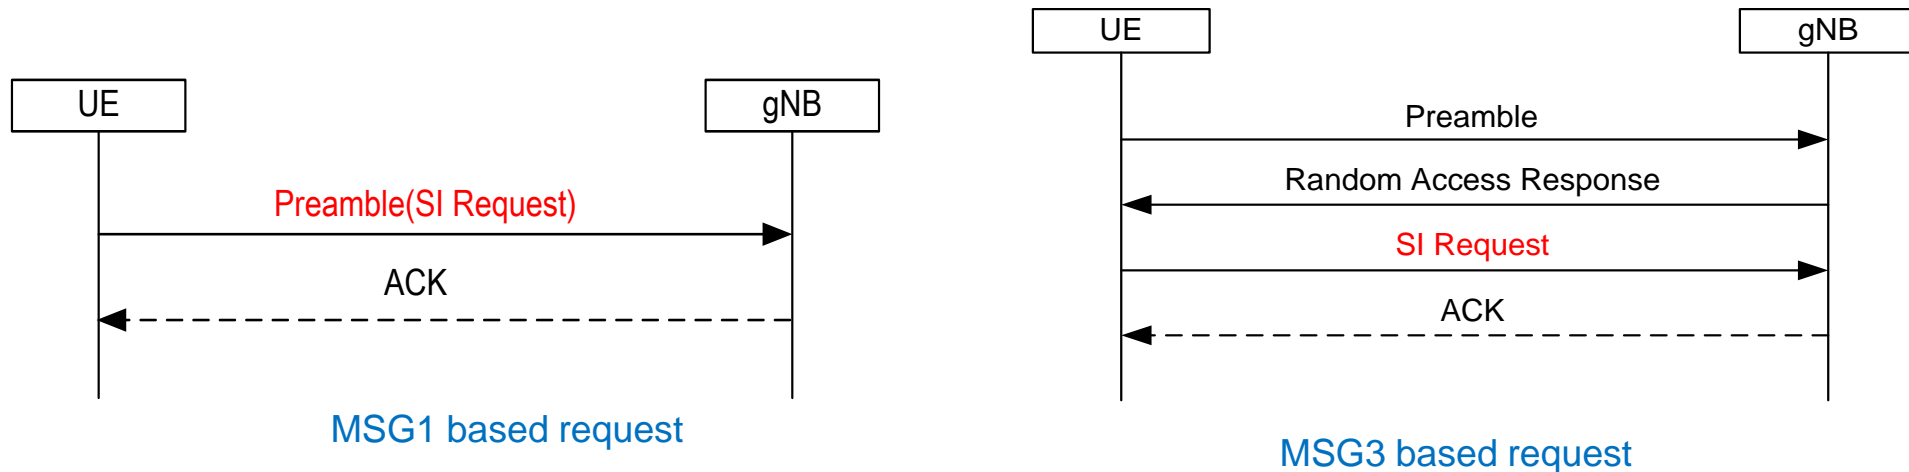 UE
gNB
Preamble(SI Request)
ACK
MSG1 based request
UE
gNB
Preamble
Random Access Response
SI Request
ACK
MSG3 based request